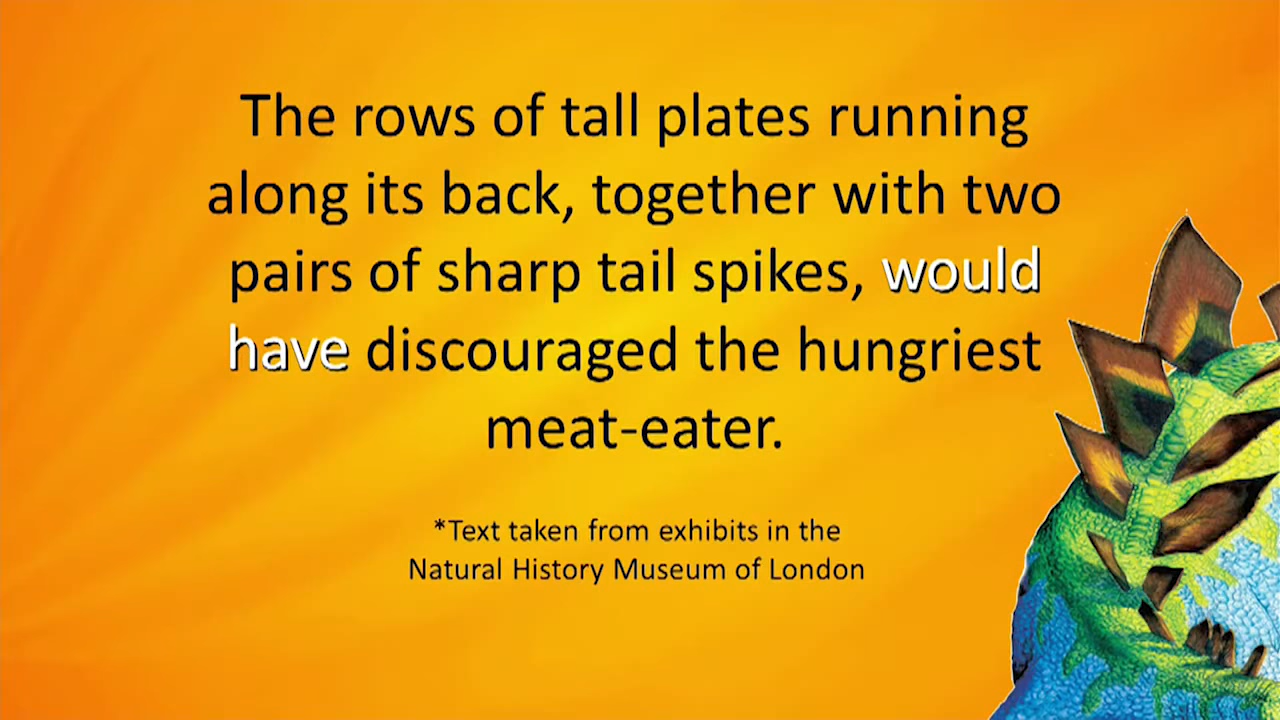 The rows of tall plates running
along its back, together with two
pairs of sharp tail spikes, would
have discouraged the hungriest
meat-eater.
*Text taken from exhibits in the
Natural History Museum of London